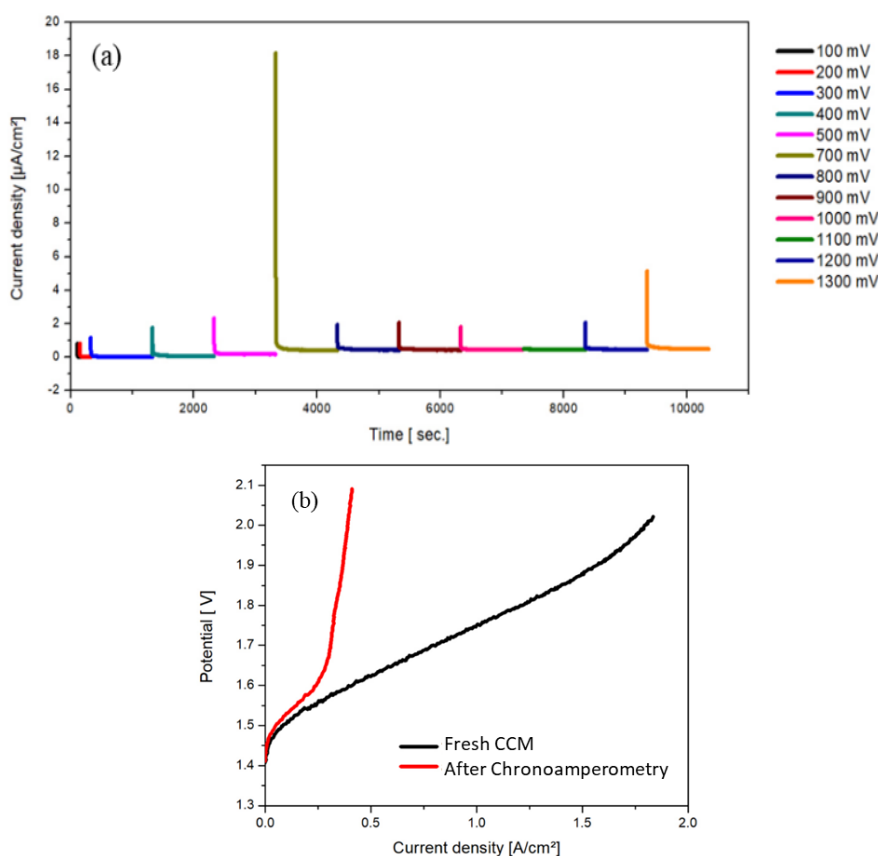 (a)
Current density [µA/cm²]
20
18
16
14
12
10
8
6
4
2
0
-2
0 2000 4000 6000 8000 10000
Time [ sec.]
100 mV
200 mV
300 mV
400 mV
500 mV
700 mV
800 mV
900 mV
1000 mV
1100 mV
1200 mV
1300 mV
(b)
Potential [ V]
2.1
2.0
1.9
1.8
1.7
1.6
1.5
1.4
1.3
Fresh CCM
After Chronoamperometry
0.0 0.5 1.0 1.5 2.0
Current density [A/cm²]